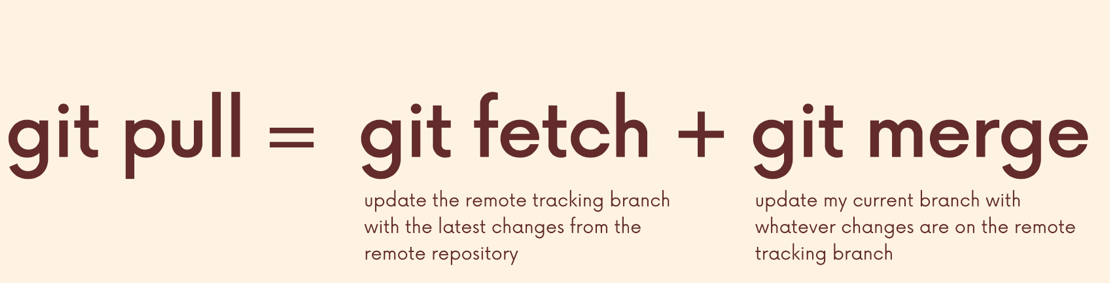 git pull = git fetch + git merge
update the remote tracking branch
with the latest changes from the
remote repository
update my current branch with
whatever changes are on the remote
tracking branch